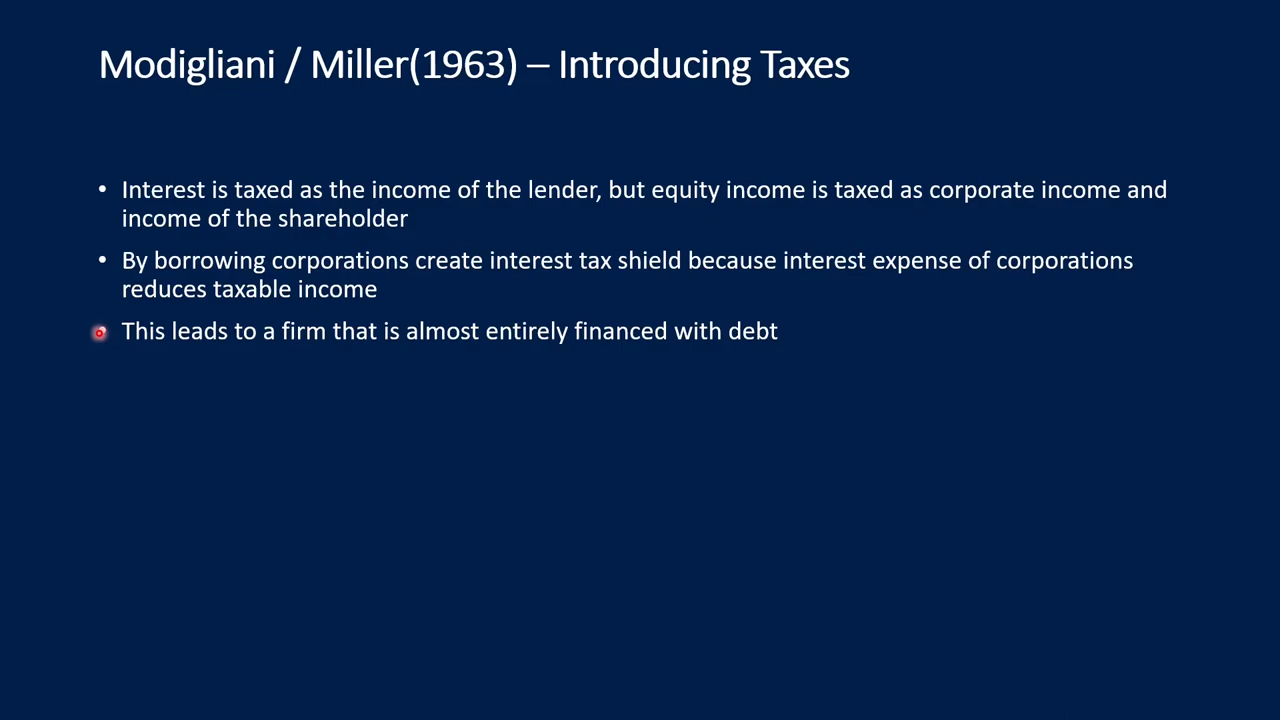 Modigliani / Miller(1963) – Introducing Taxes
• Interest is taxed as the income of the lender, but equity income is taxed as corporate income and
income of the shareholder
• By borrowing corporations create interest tax shield because interest expense of corporations
reduces taxable income
• This leads to a firm that is almost entirely financed with debt